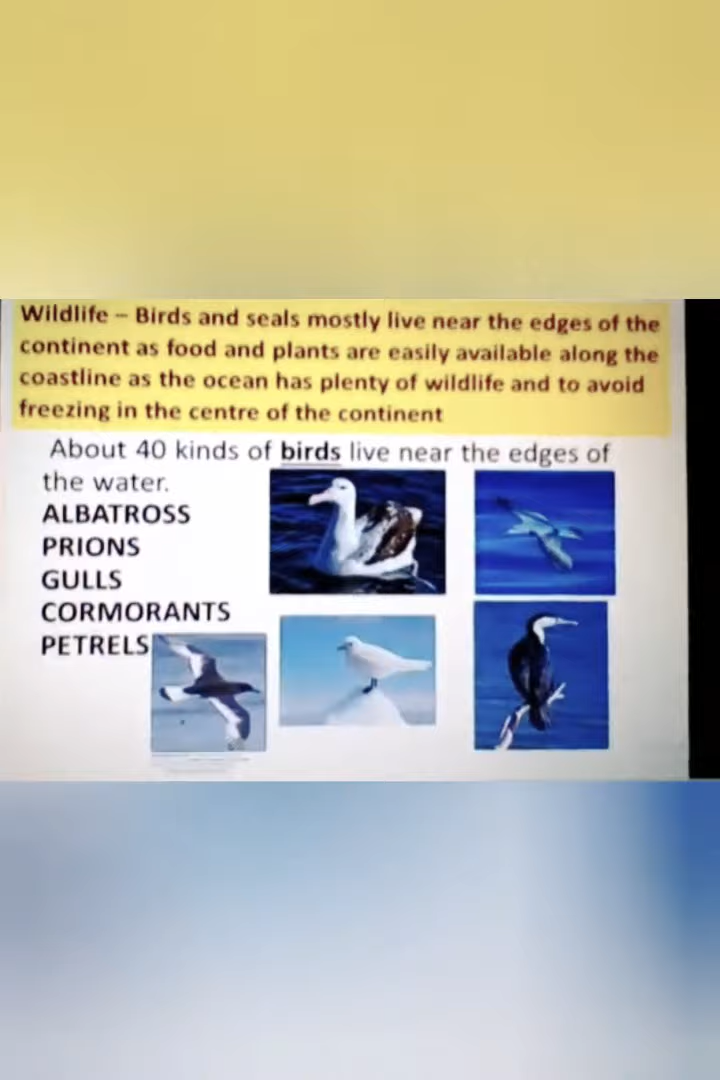 Wildlife – Birds and seals mostly live near the edges of the
continent as food and plants are easily available along the
coastline as the ocean has plenty of wildlife and to avoid
freezing in the centre of the continent
About 40 kinds of birds live near the edges of
the water.
ALBATROSS
PRIONS
GULLS
CORMORANTS
PETRELS